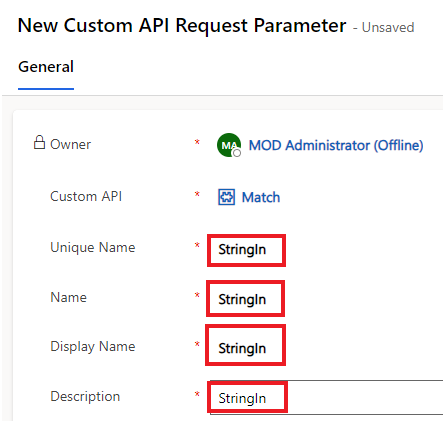 New Custom API Request Parameter - Unsaved
General
Owner * MA MOD Administrator (Offline)
Custom API * Match
Unique Name * StringIn
Name * StringIn
Display Name * StringIn
Description * StringIn